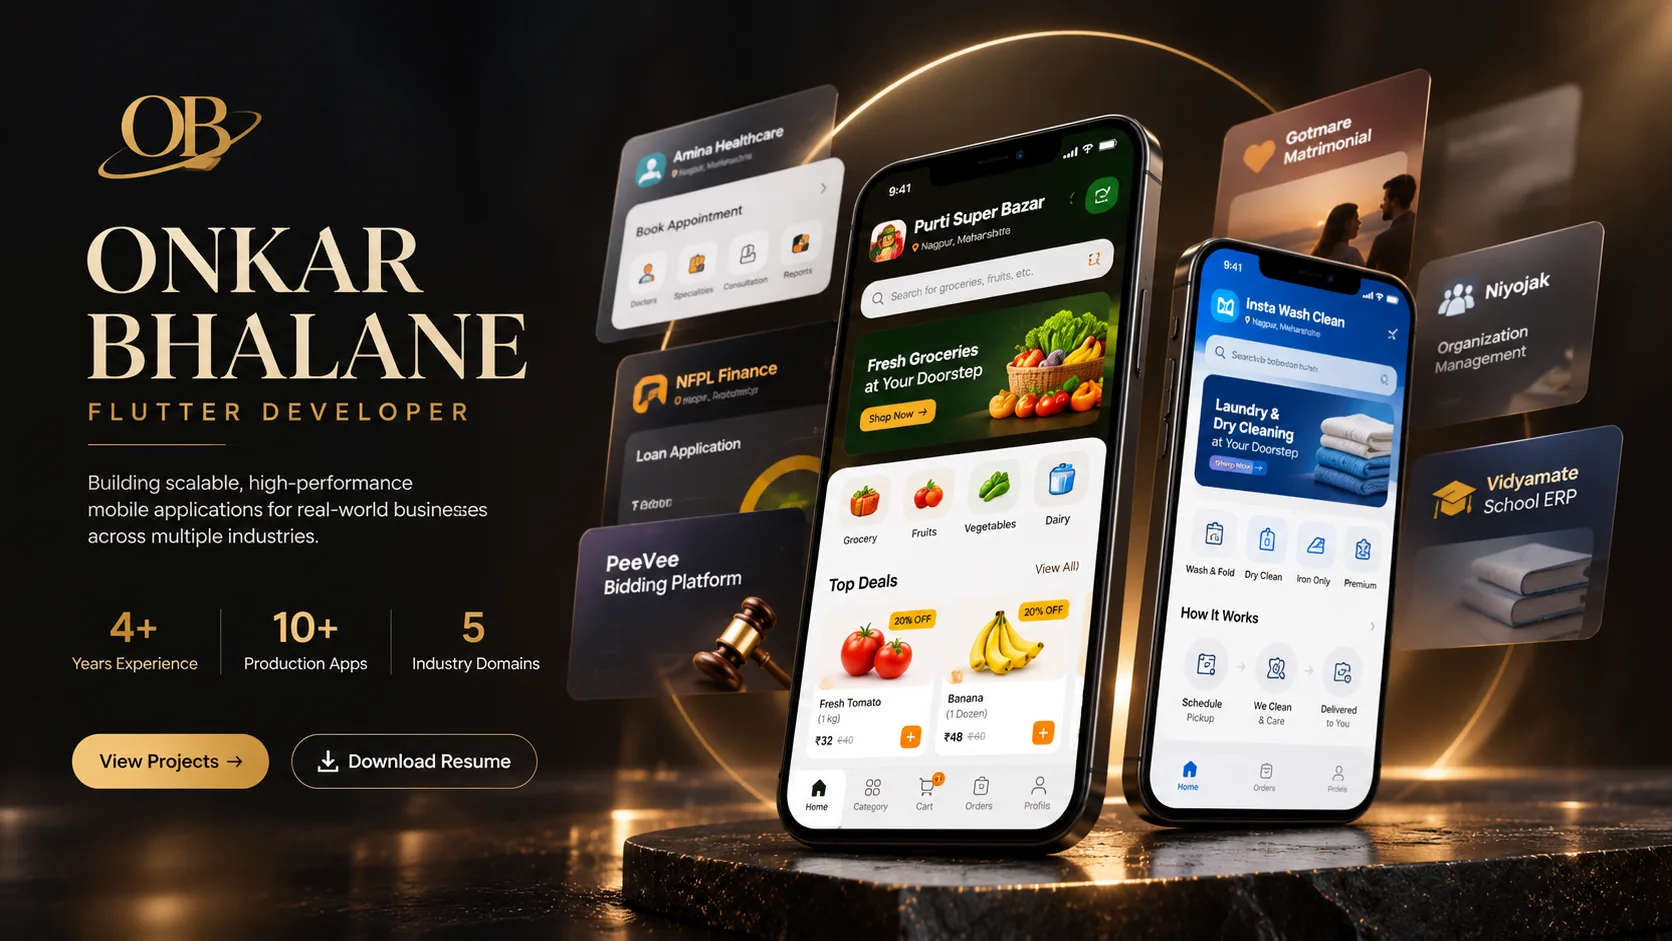 OB
ONKAR
BHALANE
FLUTTER DEVELOPER
Building scalable, high-performance
mobile applications for real-world businesses
across multiple industries.
4+
Years Experience
10+
Production Apps
5
Industry Domains
View Projects →
Download Resume
Amina Healthcare
Nagpur,
Book Appointment
Doctors
Specialities
Consultation
Reports
NFPL Finance
Loan Application
PeeVee
Bidding Platform
9:41
Purti Super Bazar
Nagpur, Maharshtre
Search for groceries, fruits, etc.
Fresh Groceries
at Your Doorstep
Shop Now →
Grocery
Fruits
Vegetables
Dairy
Top Deals
View All)
20% OFF
Fresh Tomato
(1 kg)
₹32 ₹40
20% OFF
Banana
(1 Dozen)
₹48 ₹60
Home
Category
Cart
Orders
Profils
9:41
Insta Wash Clean
Nagpur,
Laundry &
Dry Cleaning
at Your Doorstep
Wash & Fold
Dry Clean
Iron Only
Premium
How It Works
Schedule
Pickup
We Clean
& Care
Delivered
to You
Home
Orders
Gotmare
Matrimonial
Niyojak
Organization
Management
Vidyamate
School ERP